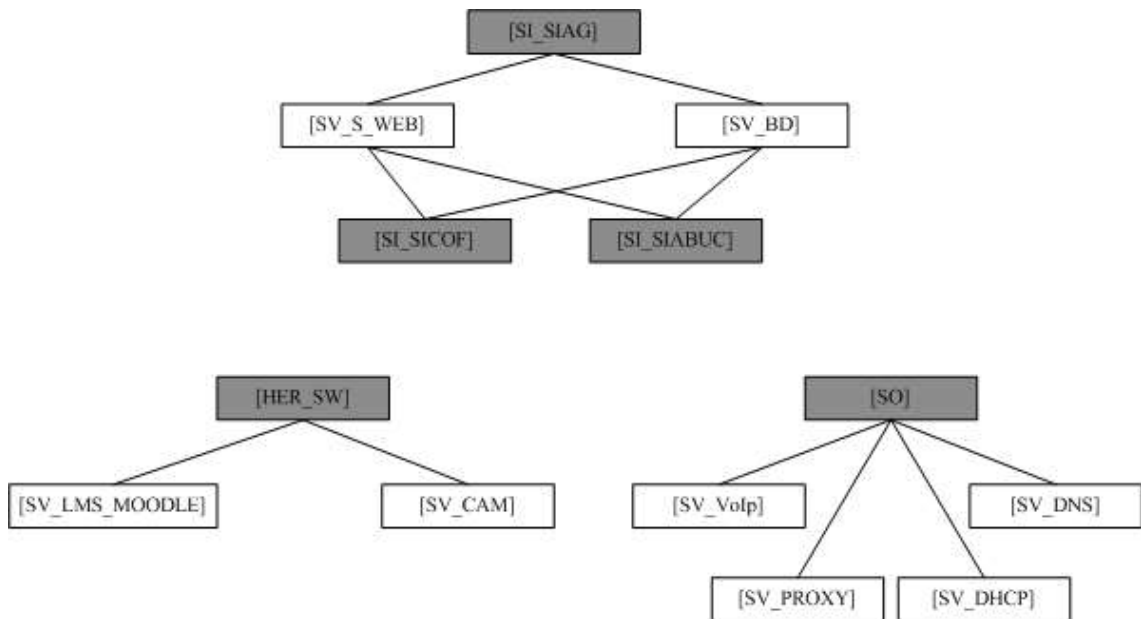 [SI_SIAG]
[SV_S_WEB]
[SV_BD]
[SI_SICOF]
[SI_SIABUC]
[HER_SW]
[SO]
[SV_LMS_MOODLE]
[SV_CAM]
[SV_VoIp]
[SV_DNS]
[SV_PROXY]
[SV_DHCP]